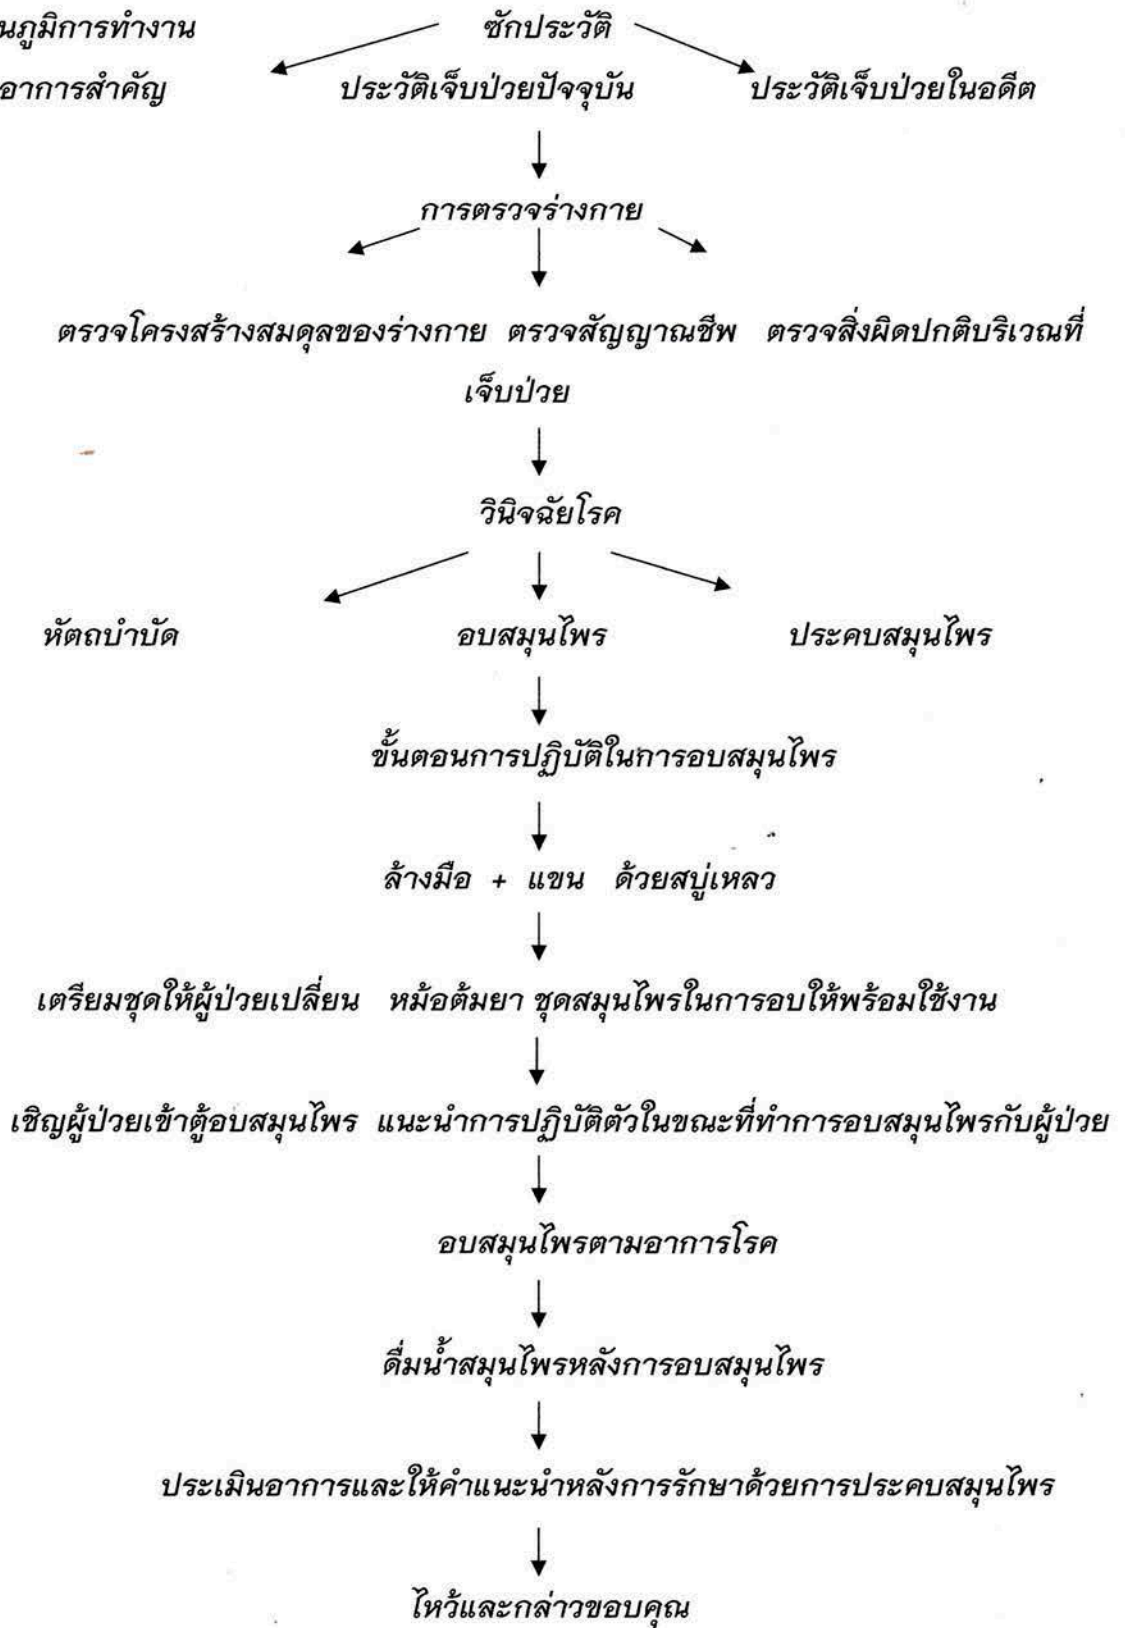 นภูมิการทำงาน ซักประวัติ
อาการสำคัญ ประวัติเจ็บป่วยปัจจุบัน ประวัติเจ็บป่วยในอดีต
การตรวจร่างกาย
ตรวจโครงสร้างสมดุลของร่างกาย ตรวจสัญญาณชีพ ตรวจสิ่งผิดปกติบริเวณที่
เจ็บป่วย
วินิจฉัยโรค
หัตถบำบัด อบสมุนไพร ประคบสมุนไพร
ขั้นตอนการปฏิบัติในการอบสมุนไพร
ล้างมือ + แขน ด้วยสบู่เหลว
เตรียมชุดให้ผู้ป่วยเปลี่ยน หม้อต้มยา ชุดสมุนไพรในการอบให้พร้อมใช้งาน
เชิญผู้ป่วยเข้าตู้อบสมุนไพร แนะนำการปฏิบัติตัวในขณะที่ทำการอบสมุนไพรกับผู้ป่วย
อบสมุนไพรตามอาการโรค
ดื่มน้ำสมุนไพรหลังการอบสมุนไพร
ประเมินอาการและให้คำแนะนำหลังการรักษาด้วยการประคบสมุนไพร
ไหว้และกล่าวขอบคุณ